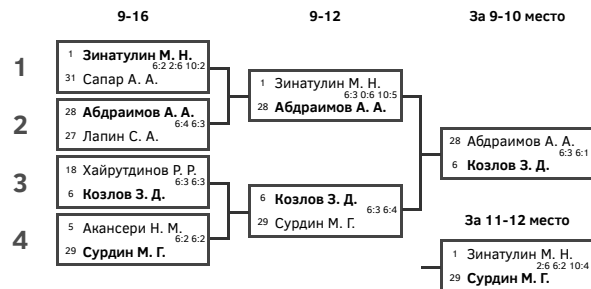 9-16
9-12
За 9-10 место
1
1 Зинатулин М. Н.
6:2 2:6 10:2
31 Сапар А. А.
2
28 Абдраимов А. А.
6:4 6:3
27 Лапин С. А.
3
18 Хайрутдинов Р. Р.
6:3 6:3
6 Козлов З. Д.
4
5 Акансери Н. М.
6:2 6:2
29 Сурдин М. Г.
1 Зинатулин М. Н.
6:3 0:6 10:5
28 Абдраимов А. А.
6 Козлов З. Д.
6:3 6:4
29 Сурдин М. Г.
28 Абдраимов А. А.
6:3 6:1
6 Козлов З. Д.
За 11-12 место
1 Зинатулин М. Н.
2:6 6:2 10:4
29 Сурдин М. Г.